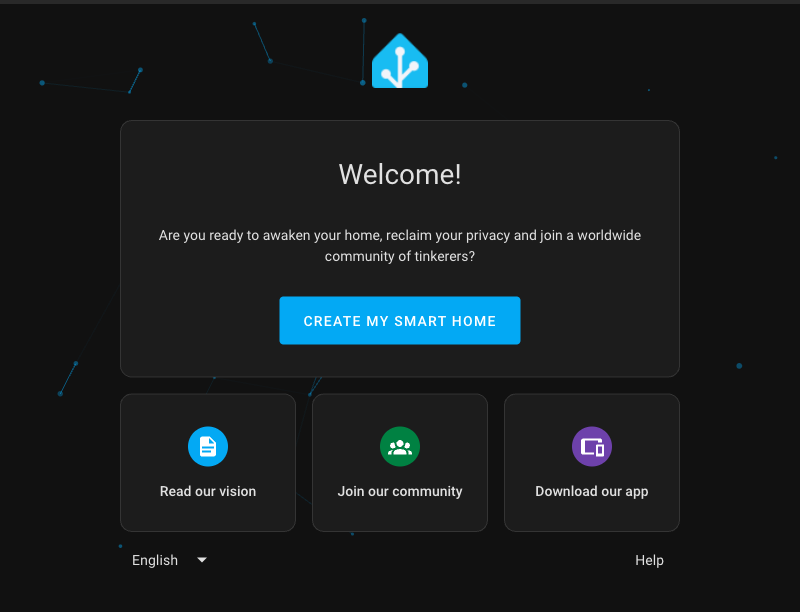 Welcome!
Are you ready to awaken your home, reclaim your privacy and join a worldwide
community of tinkerers?
CREATE MY SMART HOME
Read our vision
Join our community
Download our app
English
Help